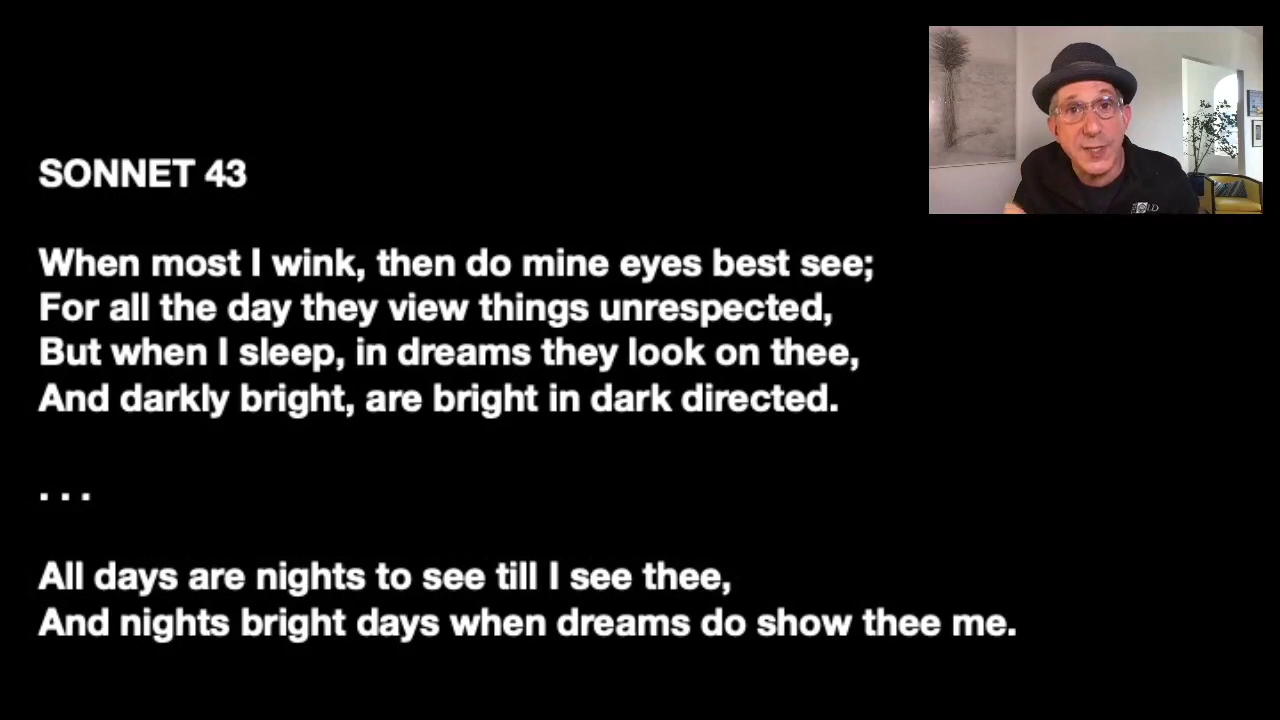 SONNET 43
When most I wink, then do mine eyes best see;
For all the day they view things unrespected,
But when I sleep, in dreams they look on thee,
And darkly bright, are bright in dark directed.
. . .
All days are nights to see till I see thee,
And nights bright days when dreams do show thee me.